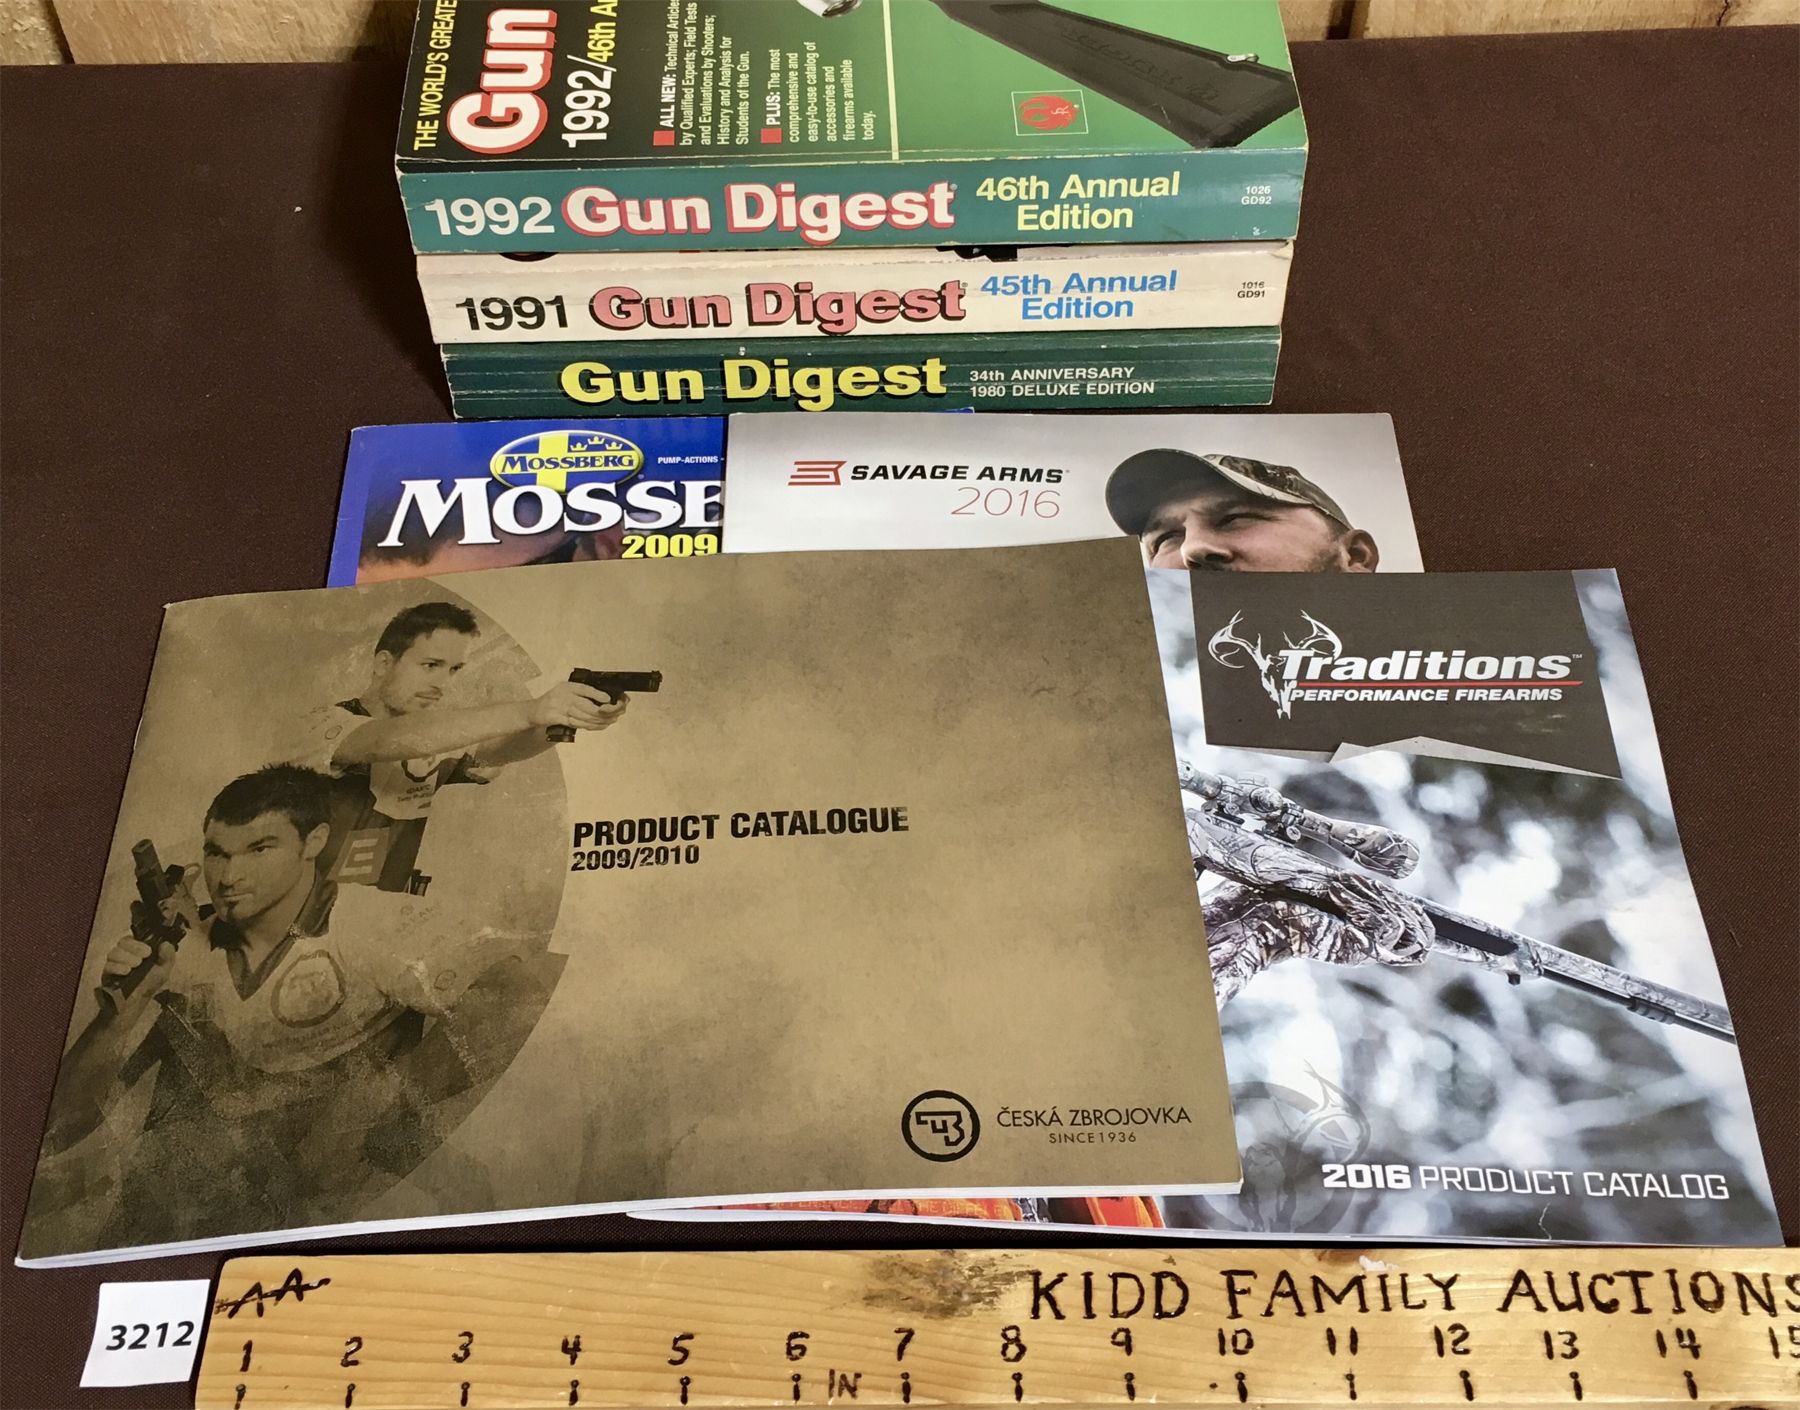 THE WORLD'S GREATE
Gun
1992/46th A
ALL NEW: Technical Articles
by Qualified Experts; Field Tests
and Evaluations by Shooters;
History and Analysis for
Students of the Gun.
PLUS: The most
comprehensive and
easy-to-use catalog of
accessories and
firearms available
today.
1992 Gun Digest 46th Annual
Edition
1026
GD92
1991 Gun Digest 45th Annual
Edition
1016
GD91
Gun Digest 34th ANNIVERSARY
1980 DELUXE EDITION
MOSSBERG
PUMP-ACTIONS
MOSSB
2009
SAVAGE ARMS
2016
Traditions™
PERFORMANCE FIREARMS
PRODUCT CATALOGUE
2009/2010
ČESKÁ ZBROJOVKA
SINCE 1936
2016 PRODUCT CATALOG
3212
AA
KIDD FAMILY AUCTIONS
1 2 3 4 5 6 7 8 9 10 11 12 13 14 15
IN